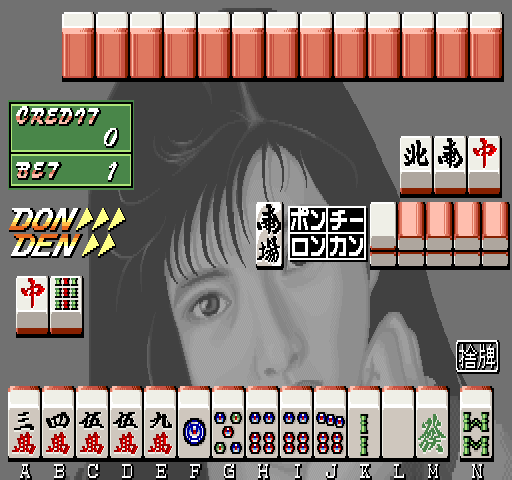 CREDIT
0
BET 1
北 南 中
DON
DEN
南場
ポン チー
ロン カン
中
捨牌
三萬 四萬 伍萬 伍萬 九萬 發
A B C D E F G H I J K L M N